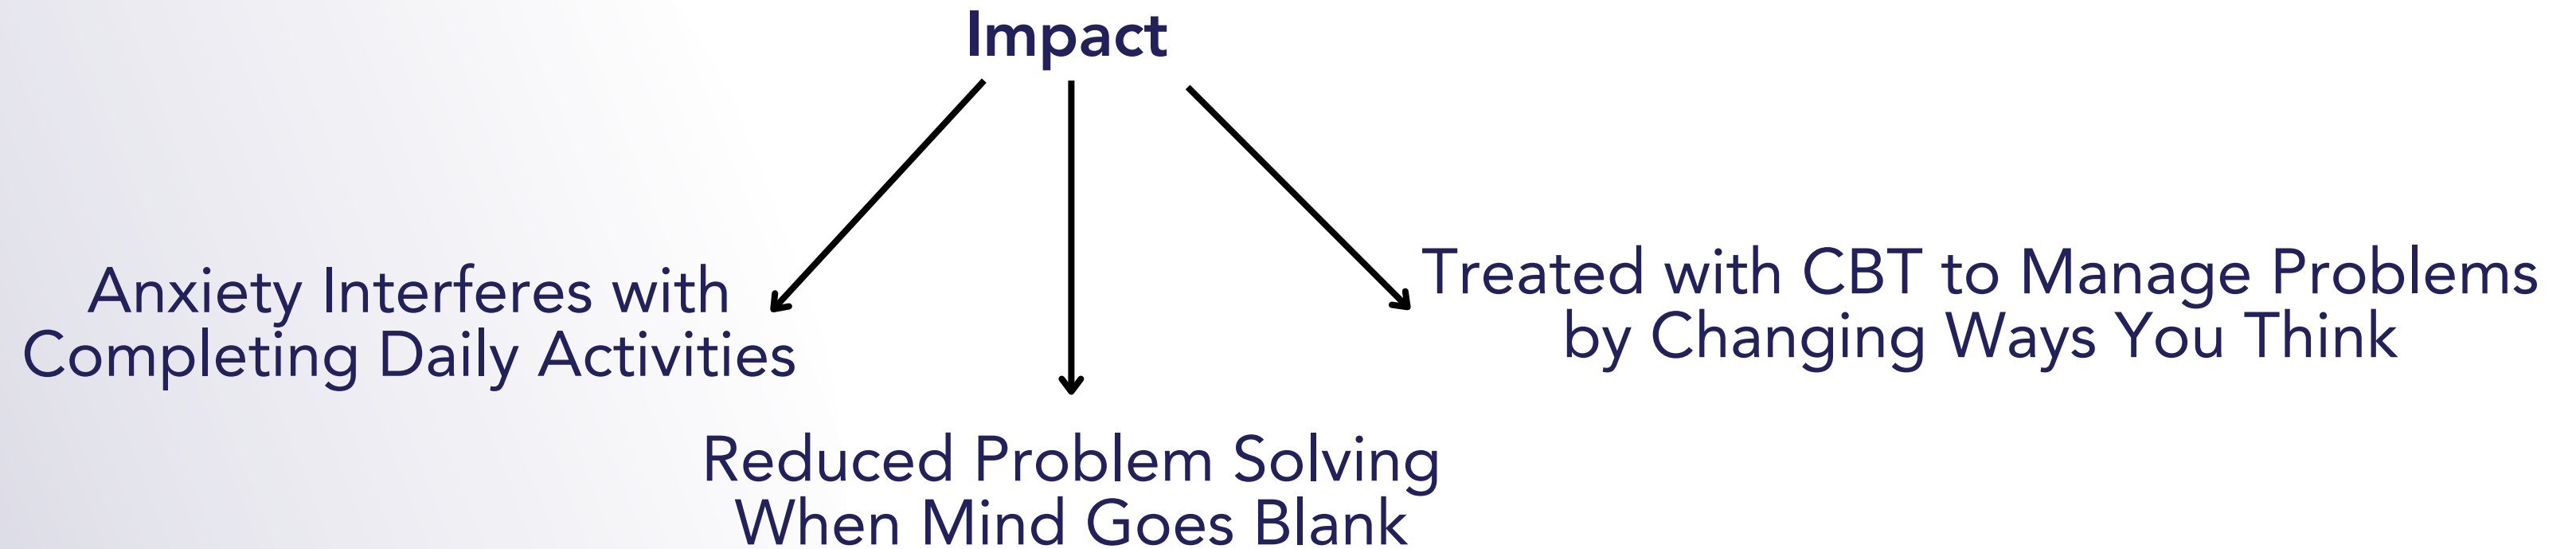 Impact
Anxiety Interferes with
Completing Daily Activities
Reduced Problem Solving
When Mind Goes Blank
Treated with CBT to Manage Problems
by Changing Ways You Think